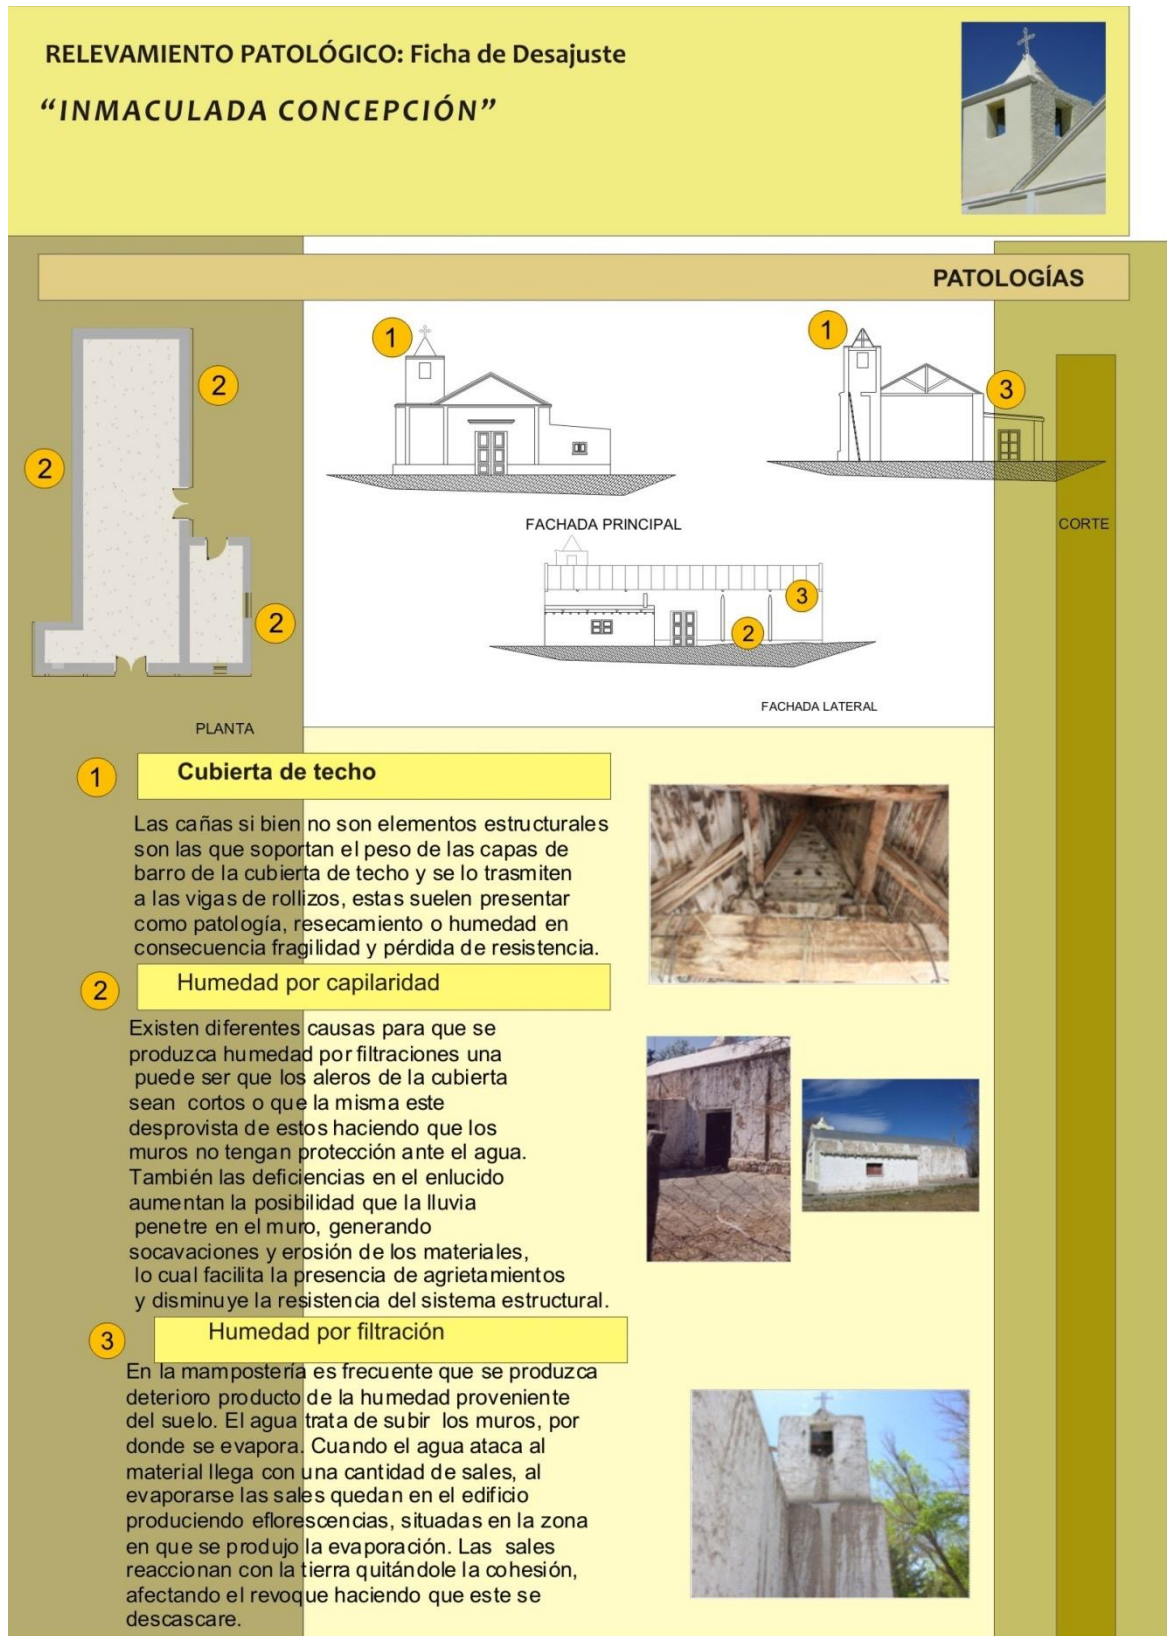 RELEVAMIENTO PATOLÓGICO: Ficha de Desajuste
“INMACULADA CONCEPCIÓN”
PATOLOGÍAS
1
1
2
3
2
FACHADA PRINCIPAL
CORTE
3
2
2
FACHADA LATERAL
PLANTA
1
Cubierta de techo
Las cañas si bien no son elementos estructurales
son las que soportan el peso de las capas de
barro de la cubierta de techo y se lo trasmiten
a las vigas de rollizos, estas suelen presentar
como patología, resecamiento o humedad en
consecuencia fragilidad y pérdida de resistencia.
2
Humedad por capilaridad
Existen diferentes causas para que se
produzca humedad por filtraciones una
puede ser que los aleros de la cubierta
sean cortos o que la misma este
desprovista de estos haciendo que los
muros no tengan protección ante el agua.
También las deficiencias en el enlucido
aumentan la posibilidad que la lluvia
penetre en el muro, generando
socavaciones y erosión de los materiales,
lo cual facilita la presencia de agrietamientos
y disminuye la resistencia del sistema estructural.
3
Humedad por filtración
En la mampostería es frecuente que se produzca
deterioro producto de la humedad proveniente
del suelo. El agua trata de subir los muros, por
donde se evapora. Cuando el agua ataca al
material llega con una cantidad de sales, al
evaporarse las sales quedan en el edificio
produciendo eflorescencias, situadas en la zona
en que se produjo la evaporación. Las sales
reaccionan con la tierra quitándole la cohesión,
afectando el revoque haciendo que este se
descascare.